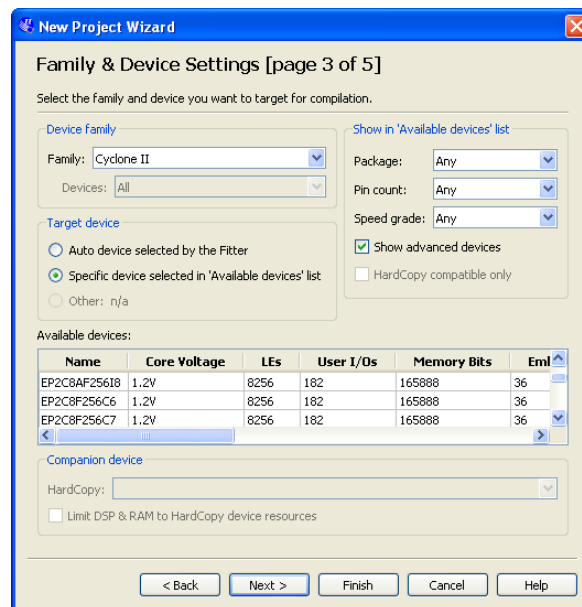 New Project Wizard
Family & Device Settings [page 3 of 5]
Select the family and device you want to target for compilation.
Device family
Family: Cyclone II
Devices: All
Show in 'Available devices' list
Package: Any
Pin count: Any
Speed grade: Any
Show advanced devices
HardCopy compatible only
Target device
Auto device selected by the Fitter
Specific device selected in 'Available devices' list
Other: n/a
Available devices:
Name Core Voltage LEs User I/Os Memory Bits Eml
EP2C8AF256I8 1.2V 8256 182 165888 36
EP2C8F256C6 1.2V 8256 182 165888 36
EP2C8F256C7 1.2V 8256 182 165888 36
Companion device
HardCopy:
Limit DSP & RAM to HardCopy device resources
< Back Next > Finish Cancel Help